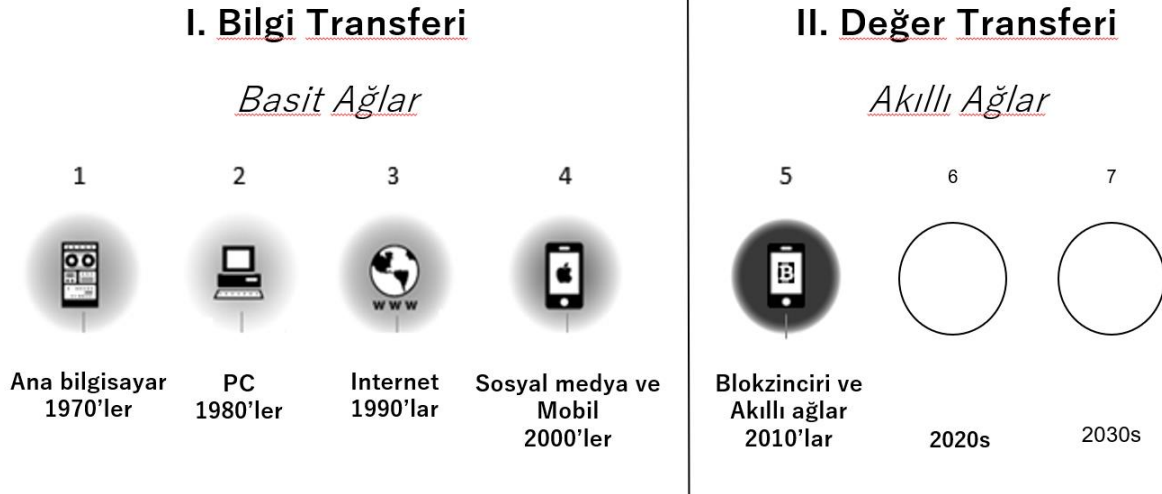 I. Bilgi Transferi
Basit Ağlar
1
2
3
4
WWW
Ana bilgisayar
1970’ler
PC
1980’ler
Internet
1990’lar
Sosyal medya ve
Mobil
2000’ler
II. Değer Transferi
Akıllı Ağlar
5
6
7
B
Blokzinciri ve
Akıllı ağlar
2010’lar
2020s
2030s